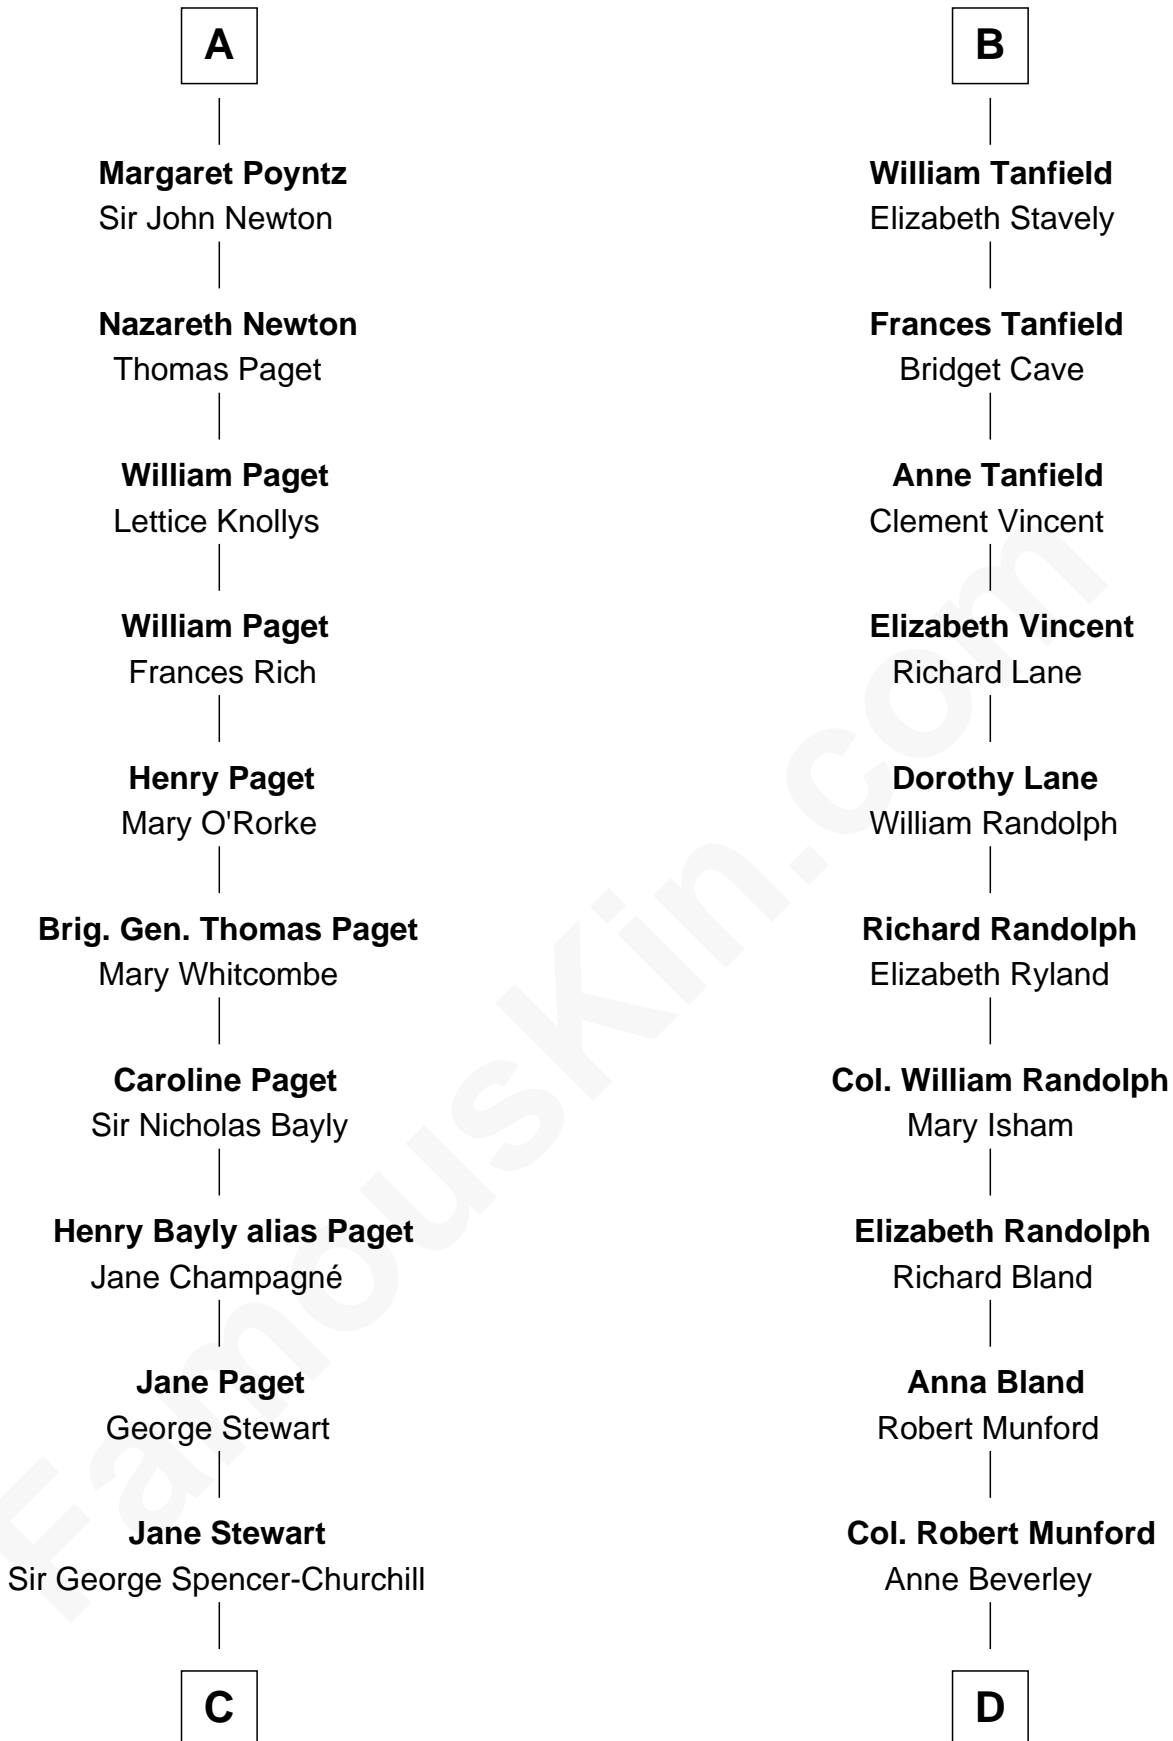 A
Margaret Poyntz
Sir John Newton
Nazareth Newton
Thomas Paget
William Paget
Lettice Knollys
William Paget
Frances Rich
Henry Paget
Mary O'Rorke
Brig. Gen. Thomas Paget
Mary Whitcombe
Caroline Paget
Sir Nicholas Bayly
Henry Bayly alias Paget
Jane Champagné
Jane Paget
George Stewart
Jane Stewart
Sir George Spencer-Churchill
C
B
William Tanfield
Elizabeth Stavely
Frances Tanfield
Bridget Cave
Anne Tanfield
Clement Vincent
Elizabeth Vincent
Richard Lane
Dorothy Lane
William Randolph
Richard Randolph
Elizabeth Ryland
Col. William Randolph
Mary Isham
Elizabeth Randolph
Richard Bland
Anna Bland
Robert Munford
Col. Robert Munford
Anne Beverley
D
FamousKin.com